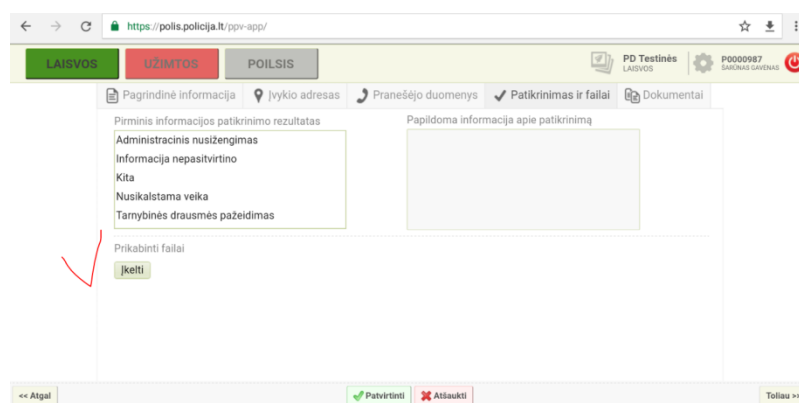 https://polis.policija.lt/ppv-app/
LAISVOS UŽIMTOS POILSIS PD Testinės P0000987
LAISVOS ŠARŪNAS GAVĖNAS
Pagrindinė informacija Įvykio adresas Pranešėjo duomenys Patikrinimas ir failai Dokumentai
Pirminis informacijos patikrinimo rezultatas Papildoma informacija apie patikrinimą
Administracinis nusižengimas
Informacija nepasitvirtino
Kita
Nusikalstama veika
Tarnybinės drausmės pažeidimas
Prikabinti failai
Įkelti
<< Atgal Patvirtinti Atšaukti Toliau >>